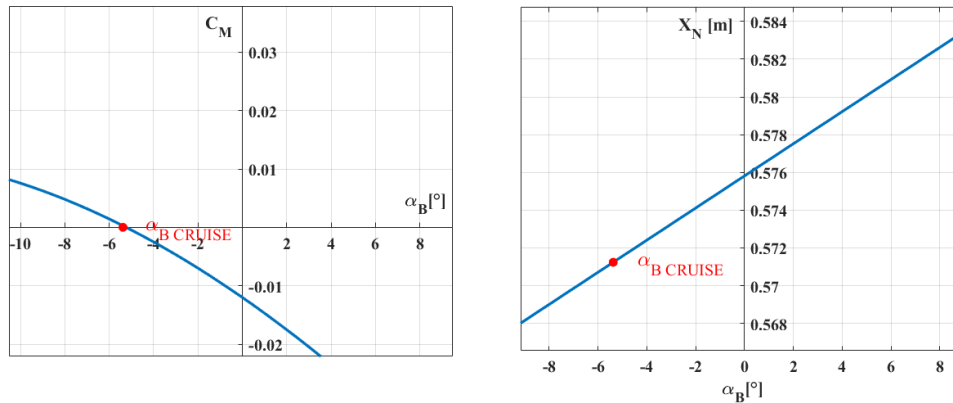 C_M
0.03
0.02
0.01
α_B[°]
-10 -8 -6 -4 -2 2 4 6 8
α_B CRUISE
-0.01
-0.02
X_N [m]
0.584
0.582
0.58
0.578
0.576
0.574
0.572
α_B CRUISE
0.57
0.568
-8 -6 -4 -2 0 2 4 6 8
α_B[°]